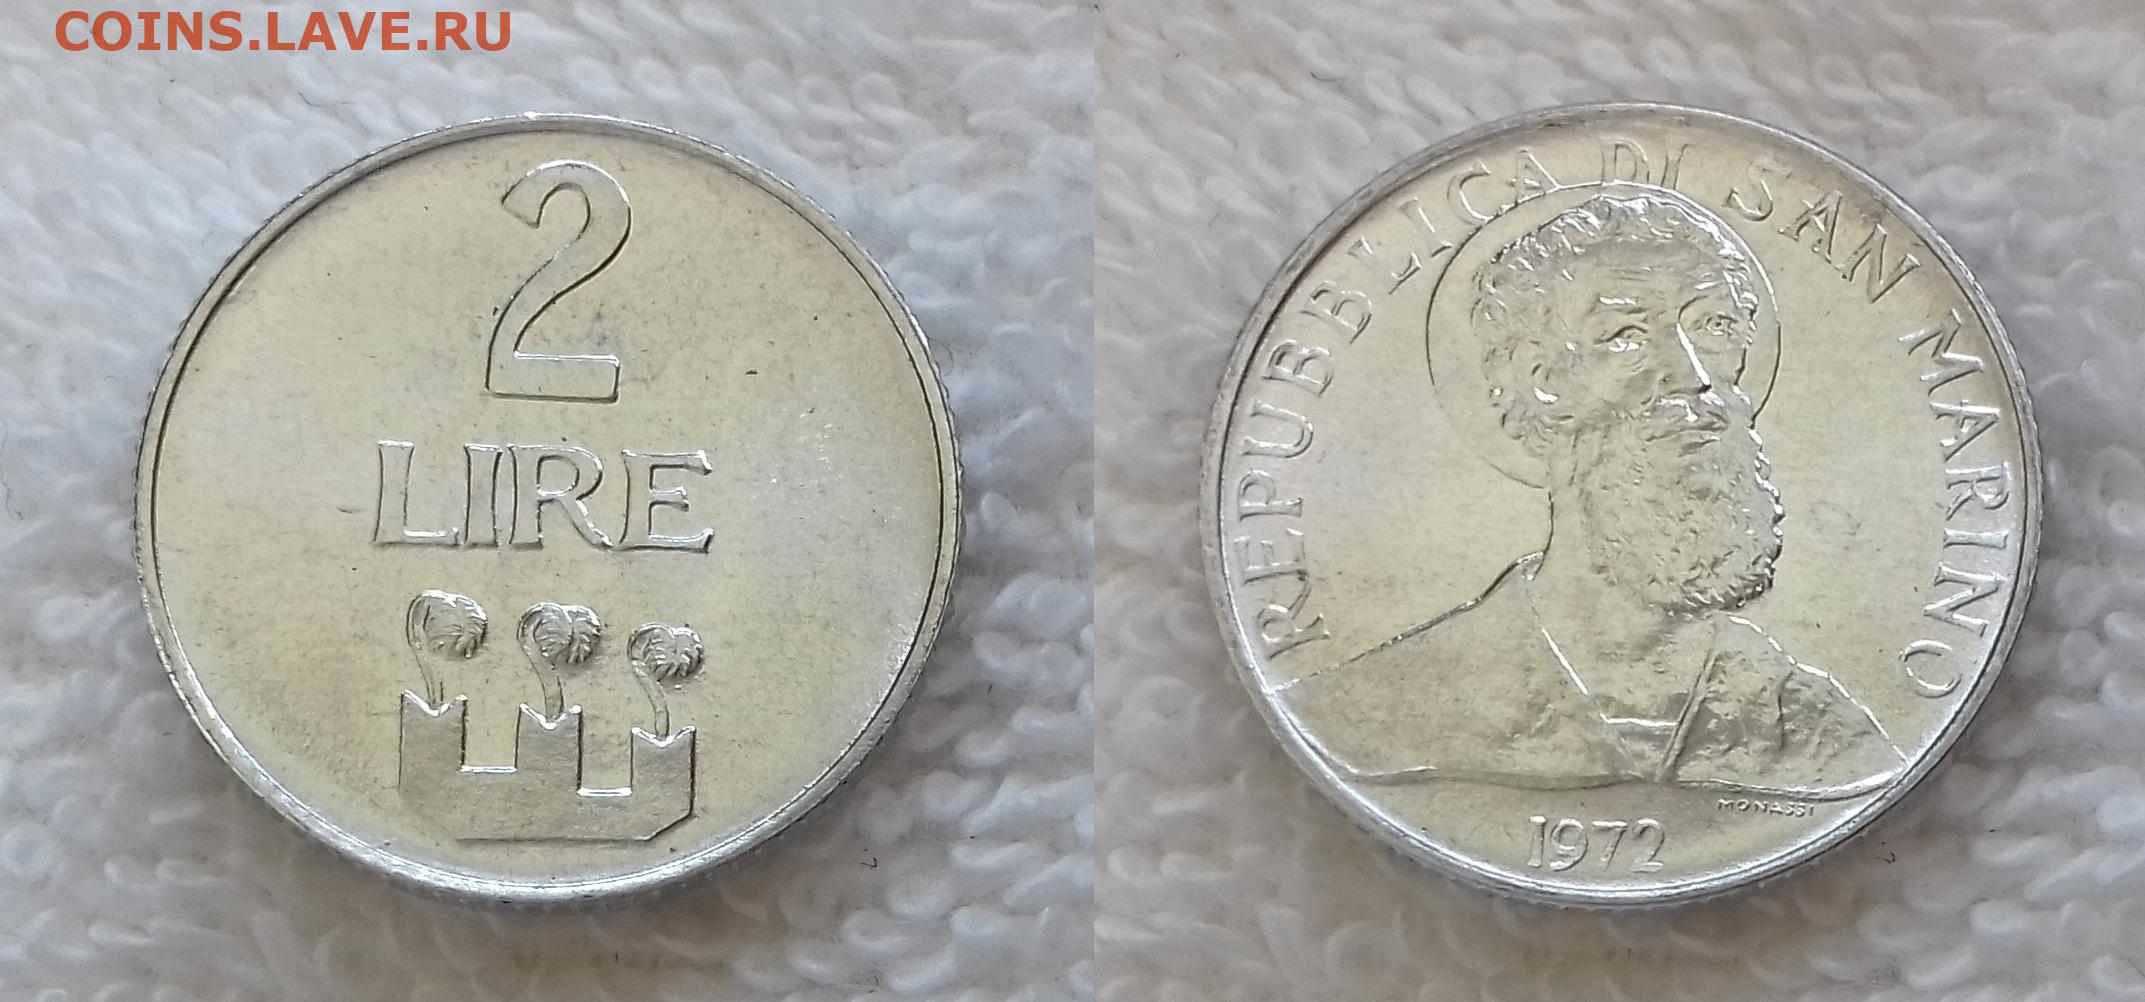 COINS.LAVE.RU
2
LIRE
REPUBBLICA DI SAN MARINO
MONASSI
1972